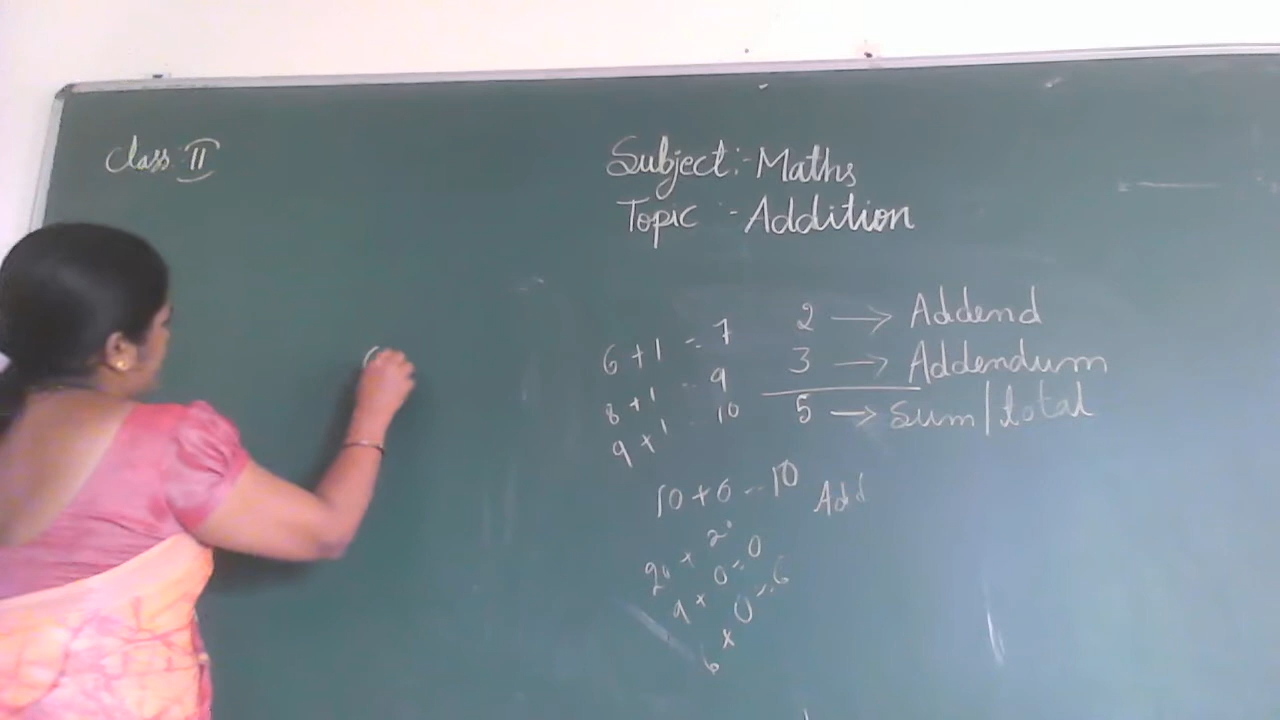 Class II
Subject:- Maths
Topic :- Addition
2 → Addend
3 → Addendum
5 → Sum/total
6 + 1 = 7
8 + 1 = 9
9 + 1 = 10
10 + 0 = 10
Add